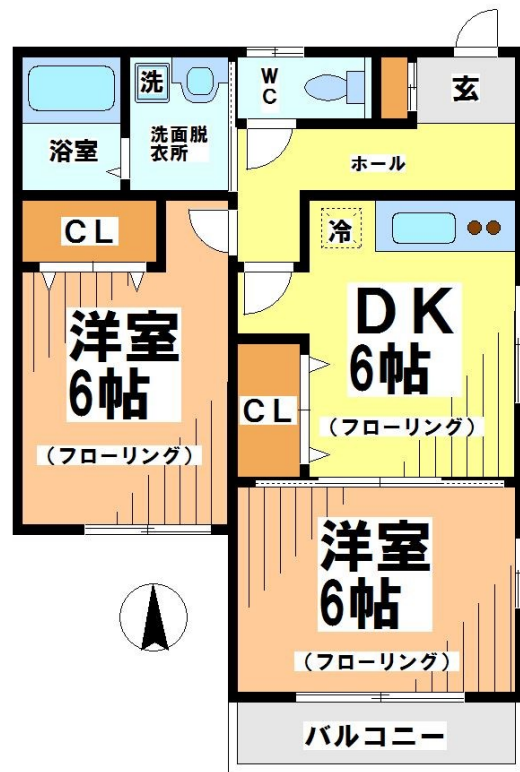 玄
WC
洗
洗面脱
衣所
浴室
ホール
冷
CL
DK
6帖
(フローリング)
洋室
6帖
(フローリング)
CL
洋室
6帖
(フローリング)
バルコニー